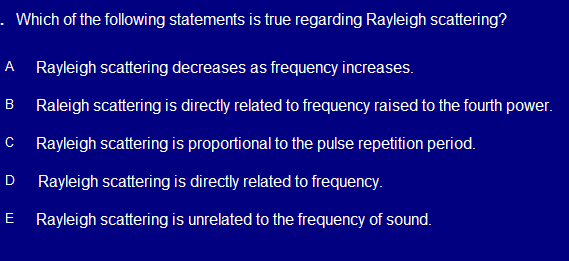 . Which of the following statements is true regarding Rayleigh scattering?
A Rayleigh scattering decreases as frequency increases.
B Raleigh scattering is directly related to frequency raised to the fourth power.
C Rayleigh scattering is proportional to the pulse repetition period.
D Rayleigh scattering is directly related to frequency.
E Rayleigh scattering is unrelated to the frequency of sound.